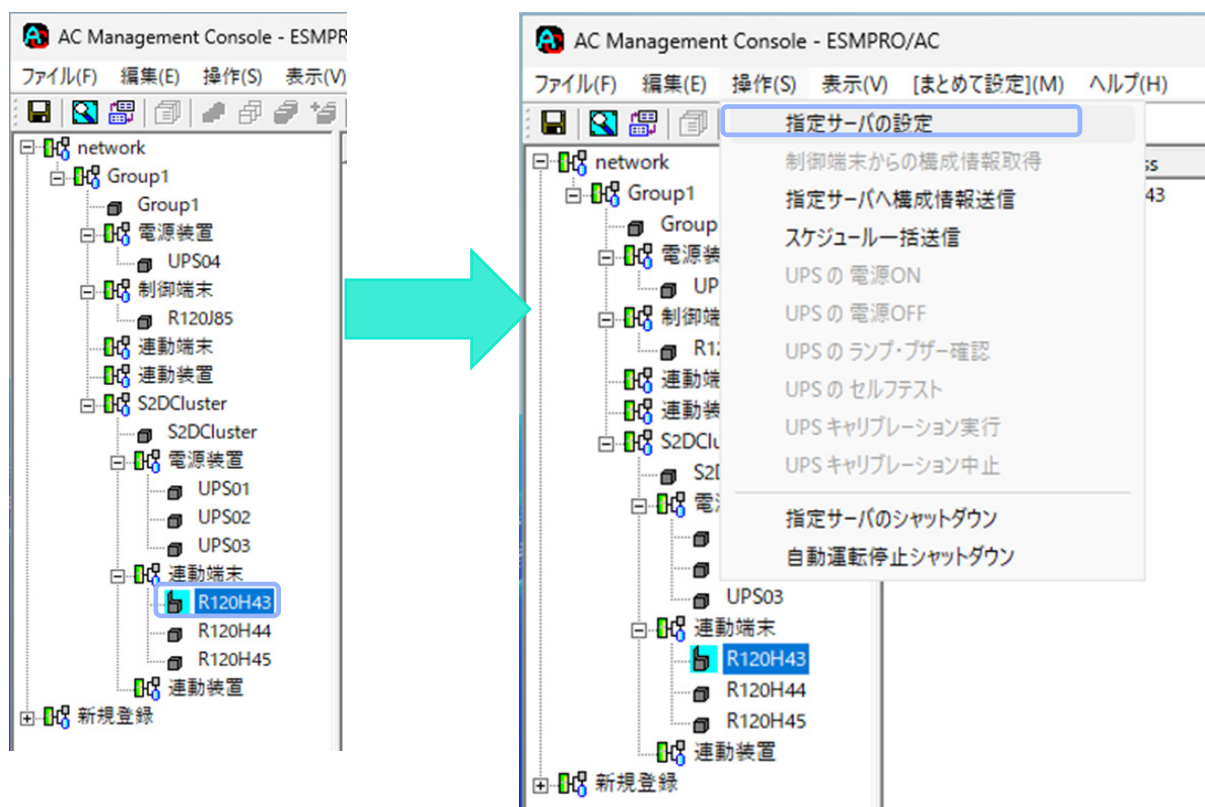 AC Management Console - ESMPR
ファイル(F) 編集(E) 操作(S) 表示(V)
network
Group1
Group1
電源装置
UPS04
制御端末
R120J85
連動端末
連動装置
S2DCluster
S2DCluster
電源装置
UPS01
UPS02
UPS03
連動端末
R120H43
R120H44
R120H45
連動装置
新規登録
AC Management Console - ESMPRO/AC
ファイル(F) 編集(E) 操作(S) 表示(V) [まとめて設定](M) ヘルプ(H)
指定サーバの設定
制御端末からの構成情報取得
指定サーバへ構成情報送信
スケジュール一括送信
UPS の 電源ON
UPS の 電源OFF
UPS の ランプ・ブザー確認
UPS の セルフテスト
UPS キャリブレーション実行
UPS キャリブレーション中止
指定サーバのシャットダウン
自動運転停止シャットダウン
ss
43
network
Group1
Group
電源装
UP
制御端
R12
連動端
連動装
S2DClu
S2D
電
UPS03
連動端末
R120H43
R120H44
R120H45
連動装置
新規登録